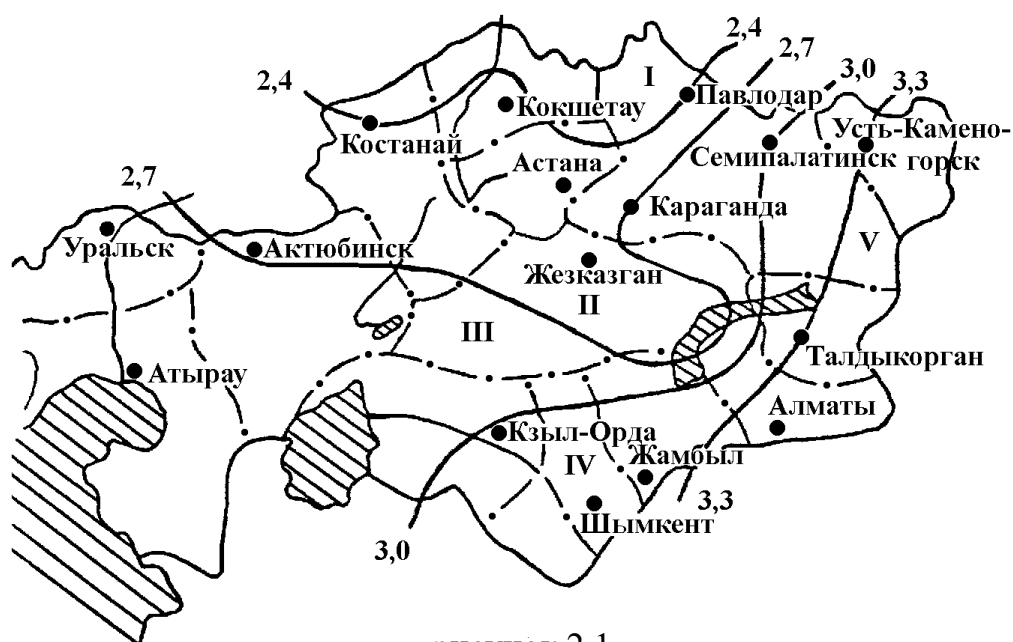 2,4
2,7
3,0
3,3
I
2,4
Павлодар
Кокшетау
Костанай
Усть-Камено-
горск
Семипалатинск
Астана
2,7
Караганда
Уральск
Актюбинск
V
Жезказган
II
III
Талдыкорган
Атырау
Алматы
Кзыл-Орда
Жамбыл
IV
3,3
Шымкент
3,0